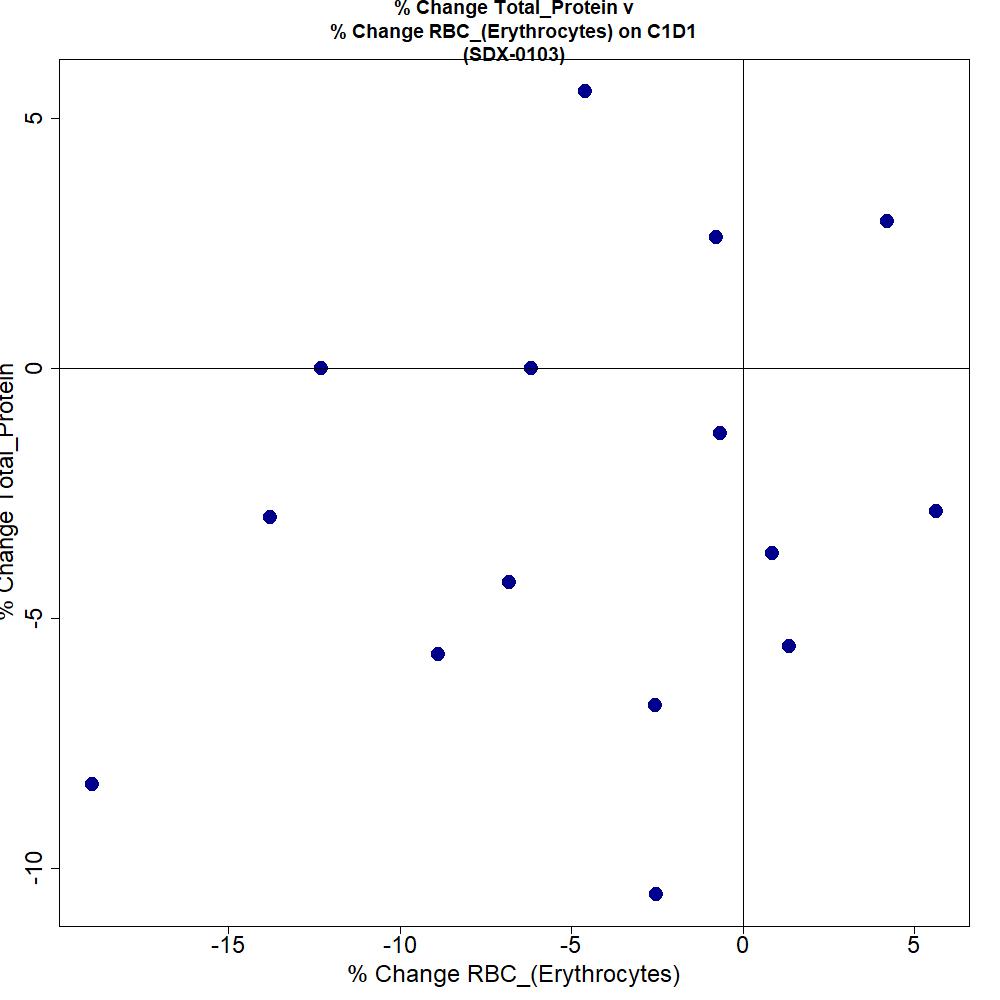 % Change Total_Protein v
% Change RBC_(Erythrocytes) on C1D1
(SDX-0103)
5
0
-5
-10
% Change Total_Protein
-15
-10
-5
0
5
% Change RBC_(Erythrocytes)